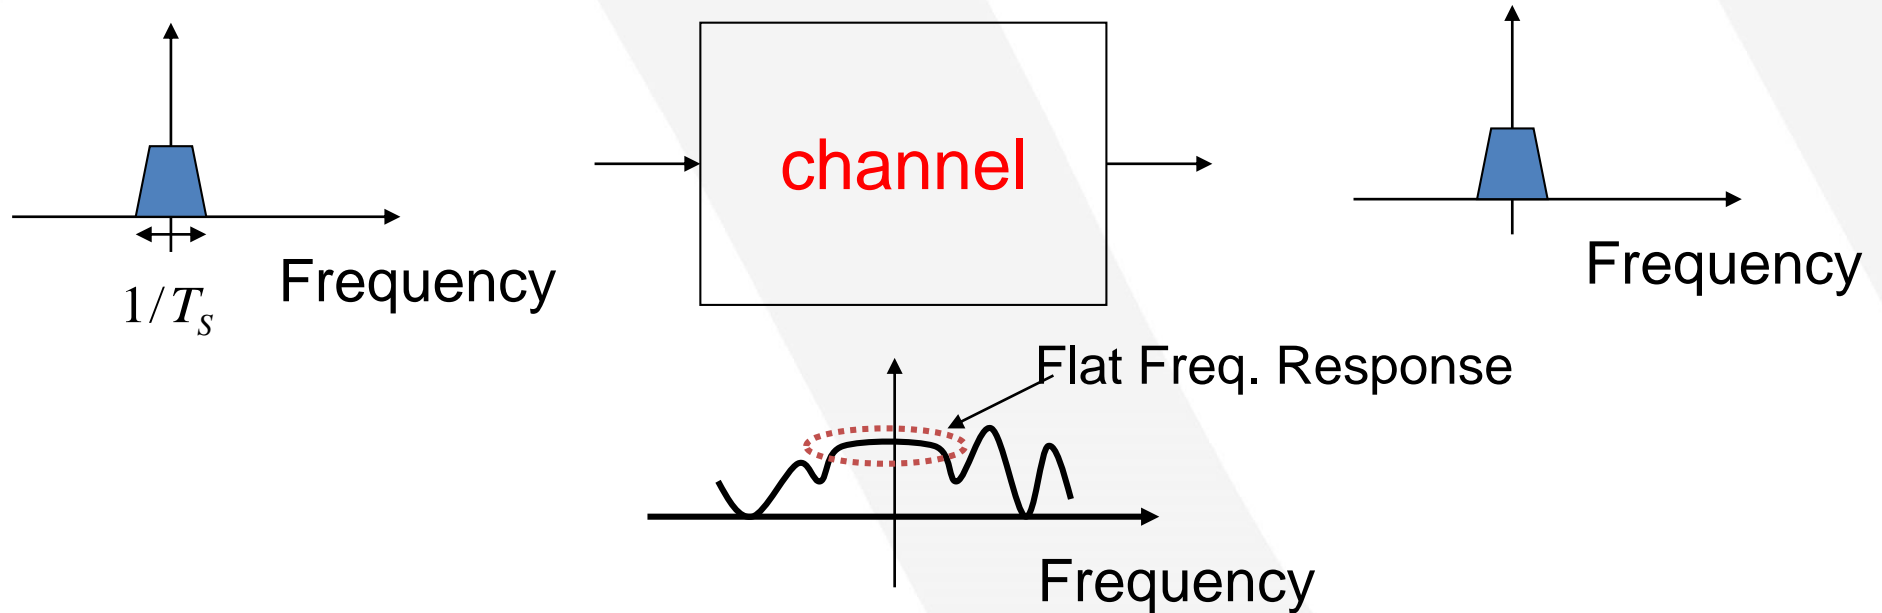 channel
Frequency
1/T_S
Frequency
Flat Freq. Response
Frequency